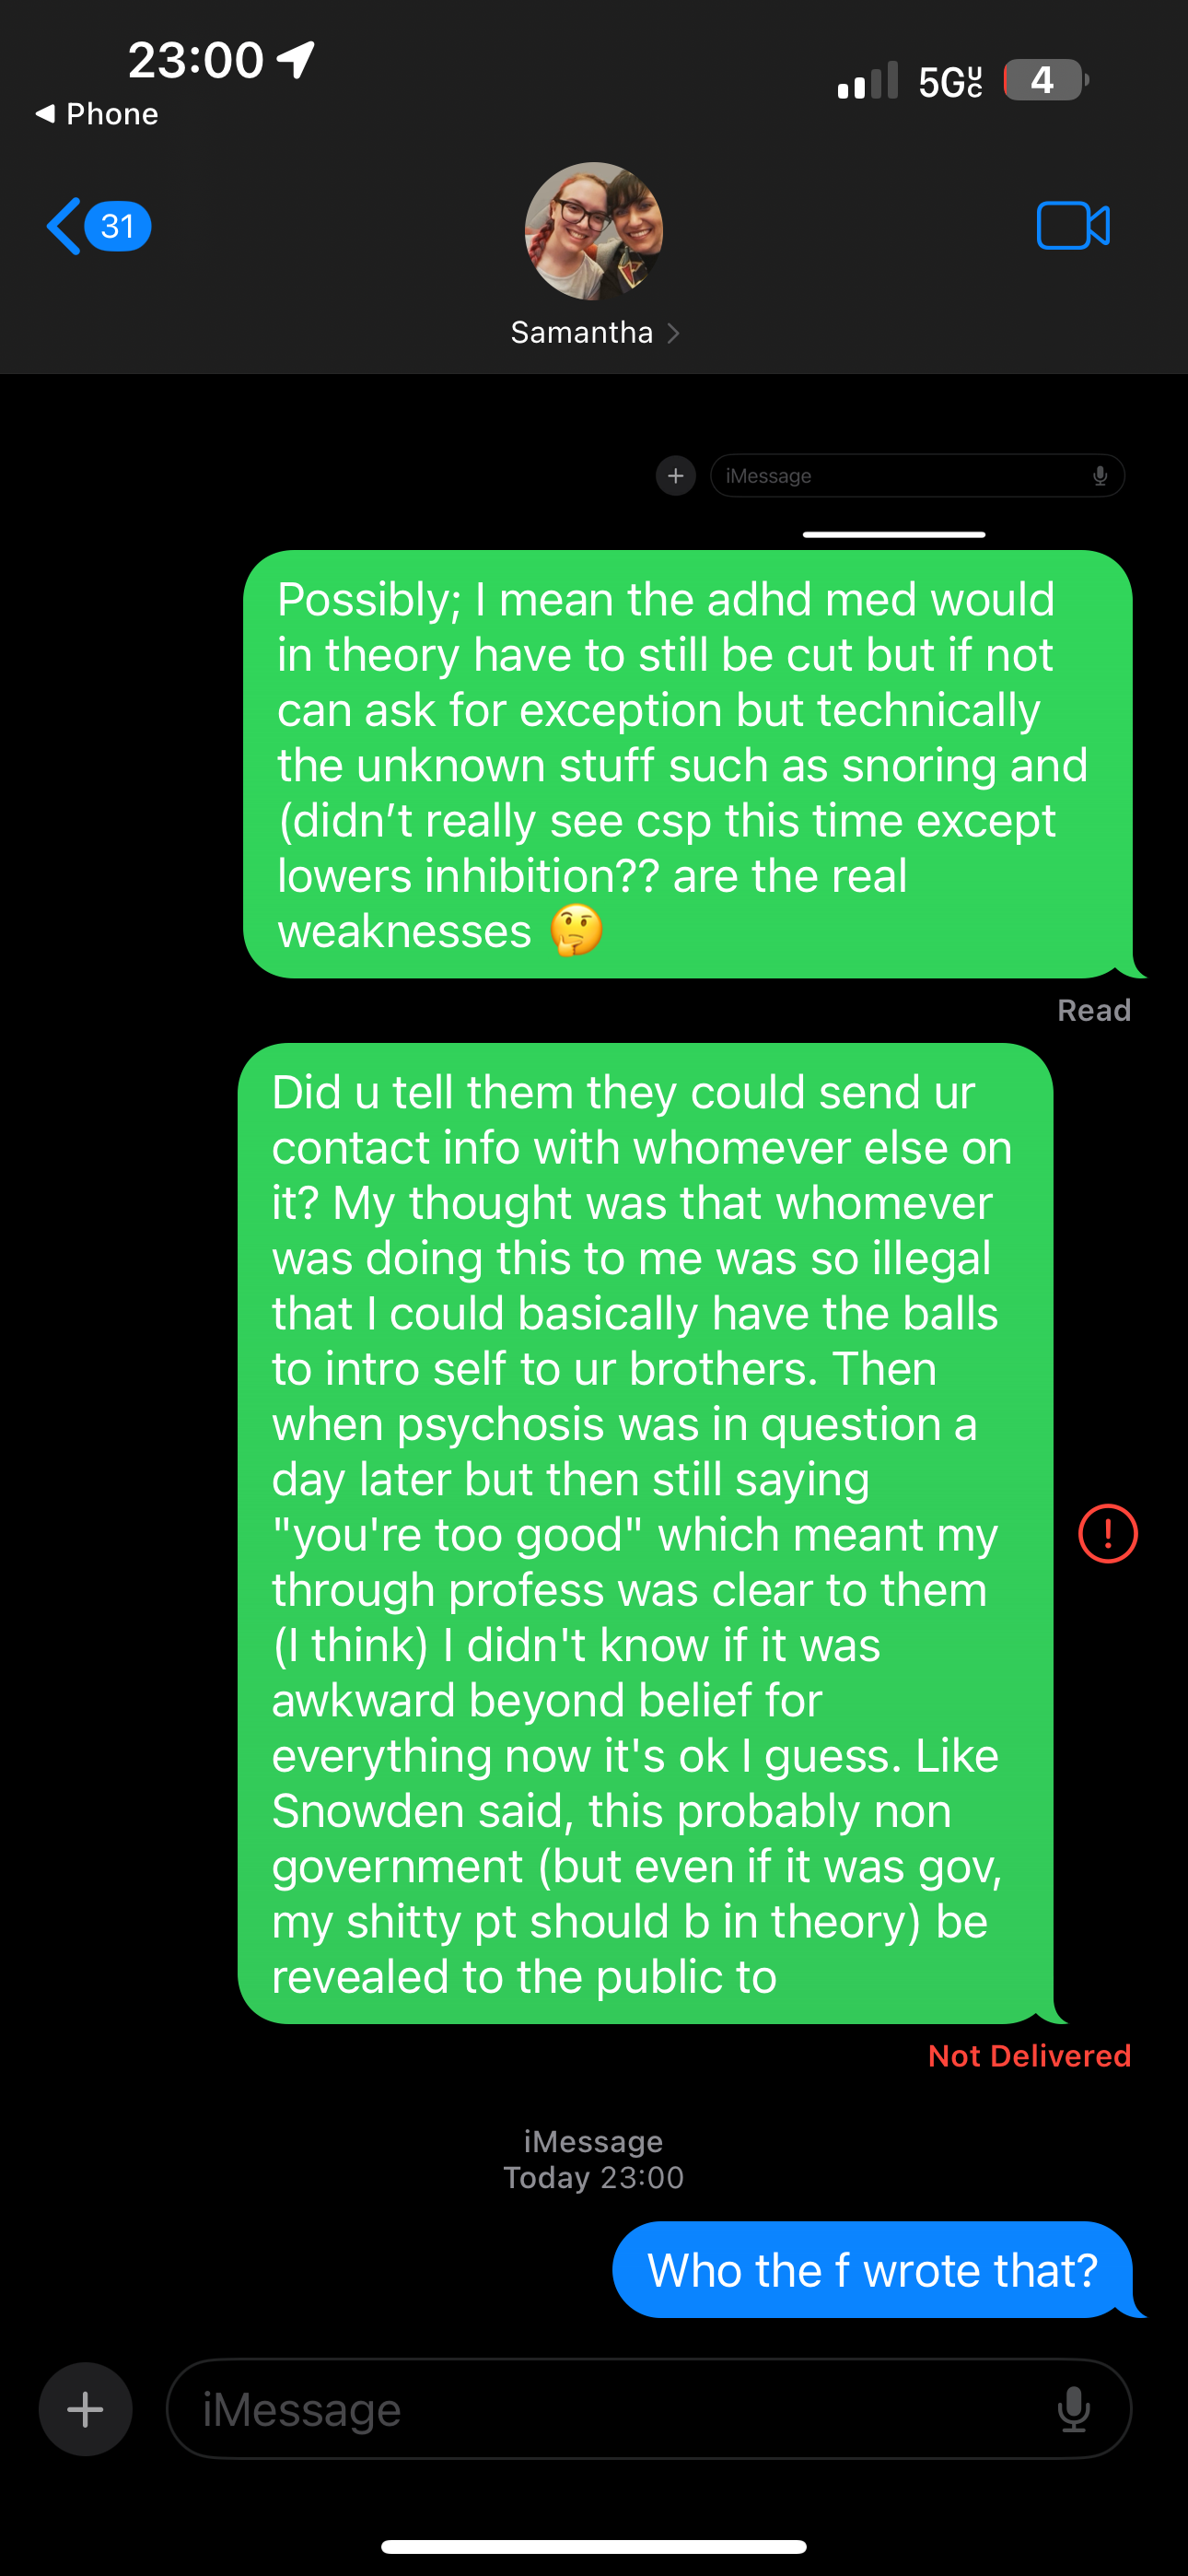 23:00
5G UC
4
◀ Phone
31
Samantha
iMessage
Possibly; I mean the adhd med would
in theory have to still be cut but if not
can ask for exception but technically
the unknown stuff such as snoring and
(didn’t really see csp this time except
lowers inhibition?? are the real
weaknesses 🤔
Read
Did u tell them they could send ur
contact info with whomever else on
it? My thought was that whomever
was doing this to me was so illegal
that I could basically have the balls
to intro self to ur brothers. Then
when psychosis was in question a
day later but then still saying
"you're too good" which meant my
through profess was clear to them
(I think) I didn't know if it was
awkward beyond belief for
everything now it's ok I guess. Like
Snowden said, this probably non
government (but even if it was gov,
my shitty pt should b in theory) be
revealed to the public to
Not Delivered
iMessage
Today 23:00
Who the f wrote that?
iMessage